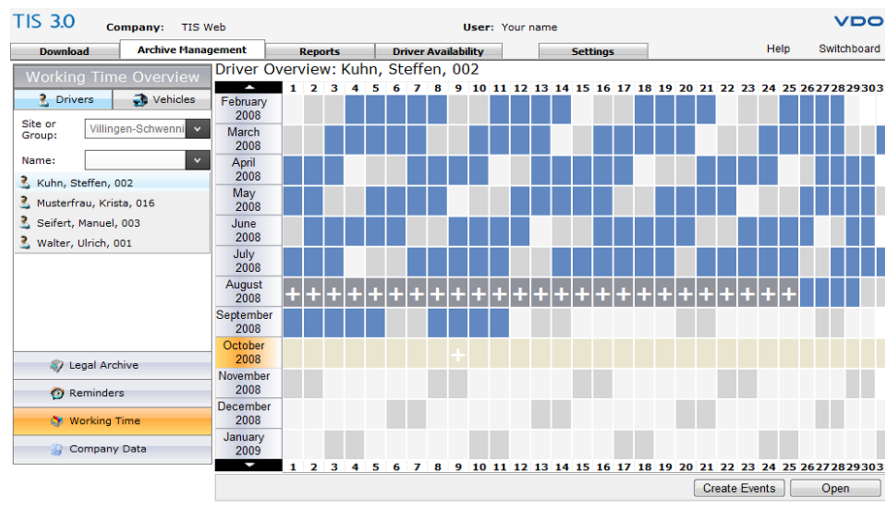 TIS 3.0
Company: TIS Web
User: Your name
VDO
Download
Archive Management
Reports
Driver Availability
Settings
Help
Switchboard
Working Time Overview
Drivers
Vehicles
Site or Group:
Villingen-Schwenni
Name:
Kuhn, Steffen, 002
Musterfrau, Krista, 016
Seifert, Manuel, 003
Walter, Ulrich, 001
Legal Archive
Reminders
Working Time
Company Data
Driver Overview: Kuhn, Steffen, 002
1 2 3 4 5 6 7 8 9 10 11 12 13 14 15 16 17 18 19 20 21 22 23 24 25 26 27 28 29 30 3
February 2008
March 2008
April 2008
May 2008
June 2008
July 2008
August 2008
+ + + + + + + + + + + + + + + + + + + + + + + + +
September 2008
October 2008
+
November 2008
December 2008
January 2009
1 2 3 4 5 6 7 8 9 10 11 12 13 14 15 16 17 18 19 20 21 22 23 24 25 26 27 28 29 30 3
Create Events
Open